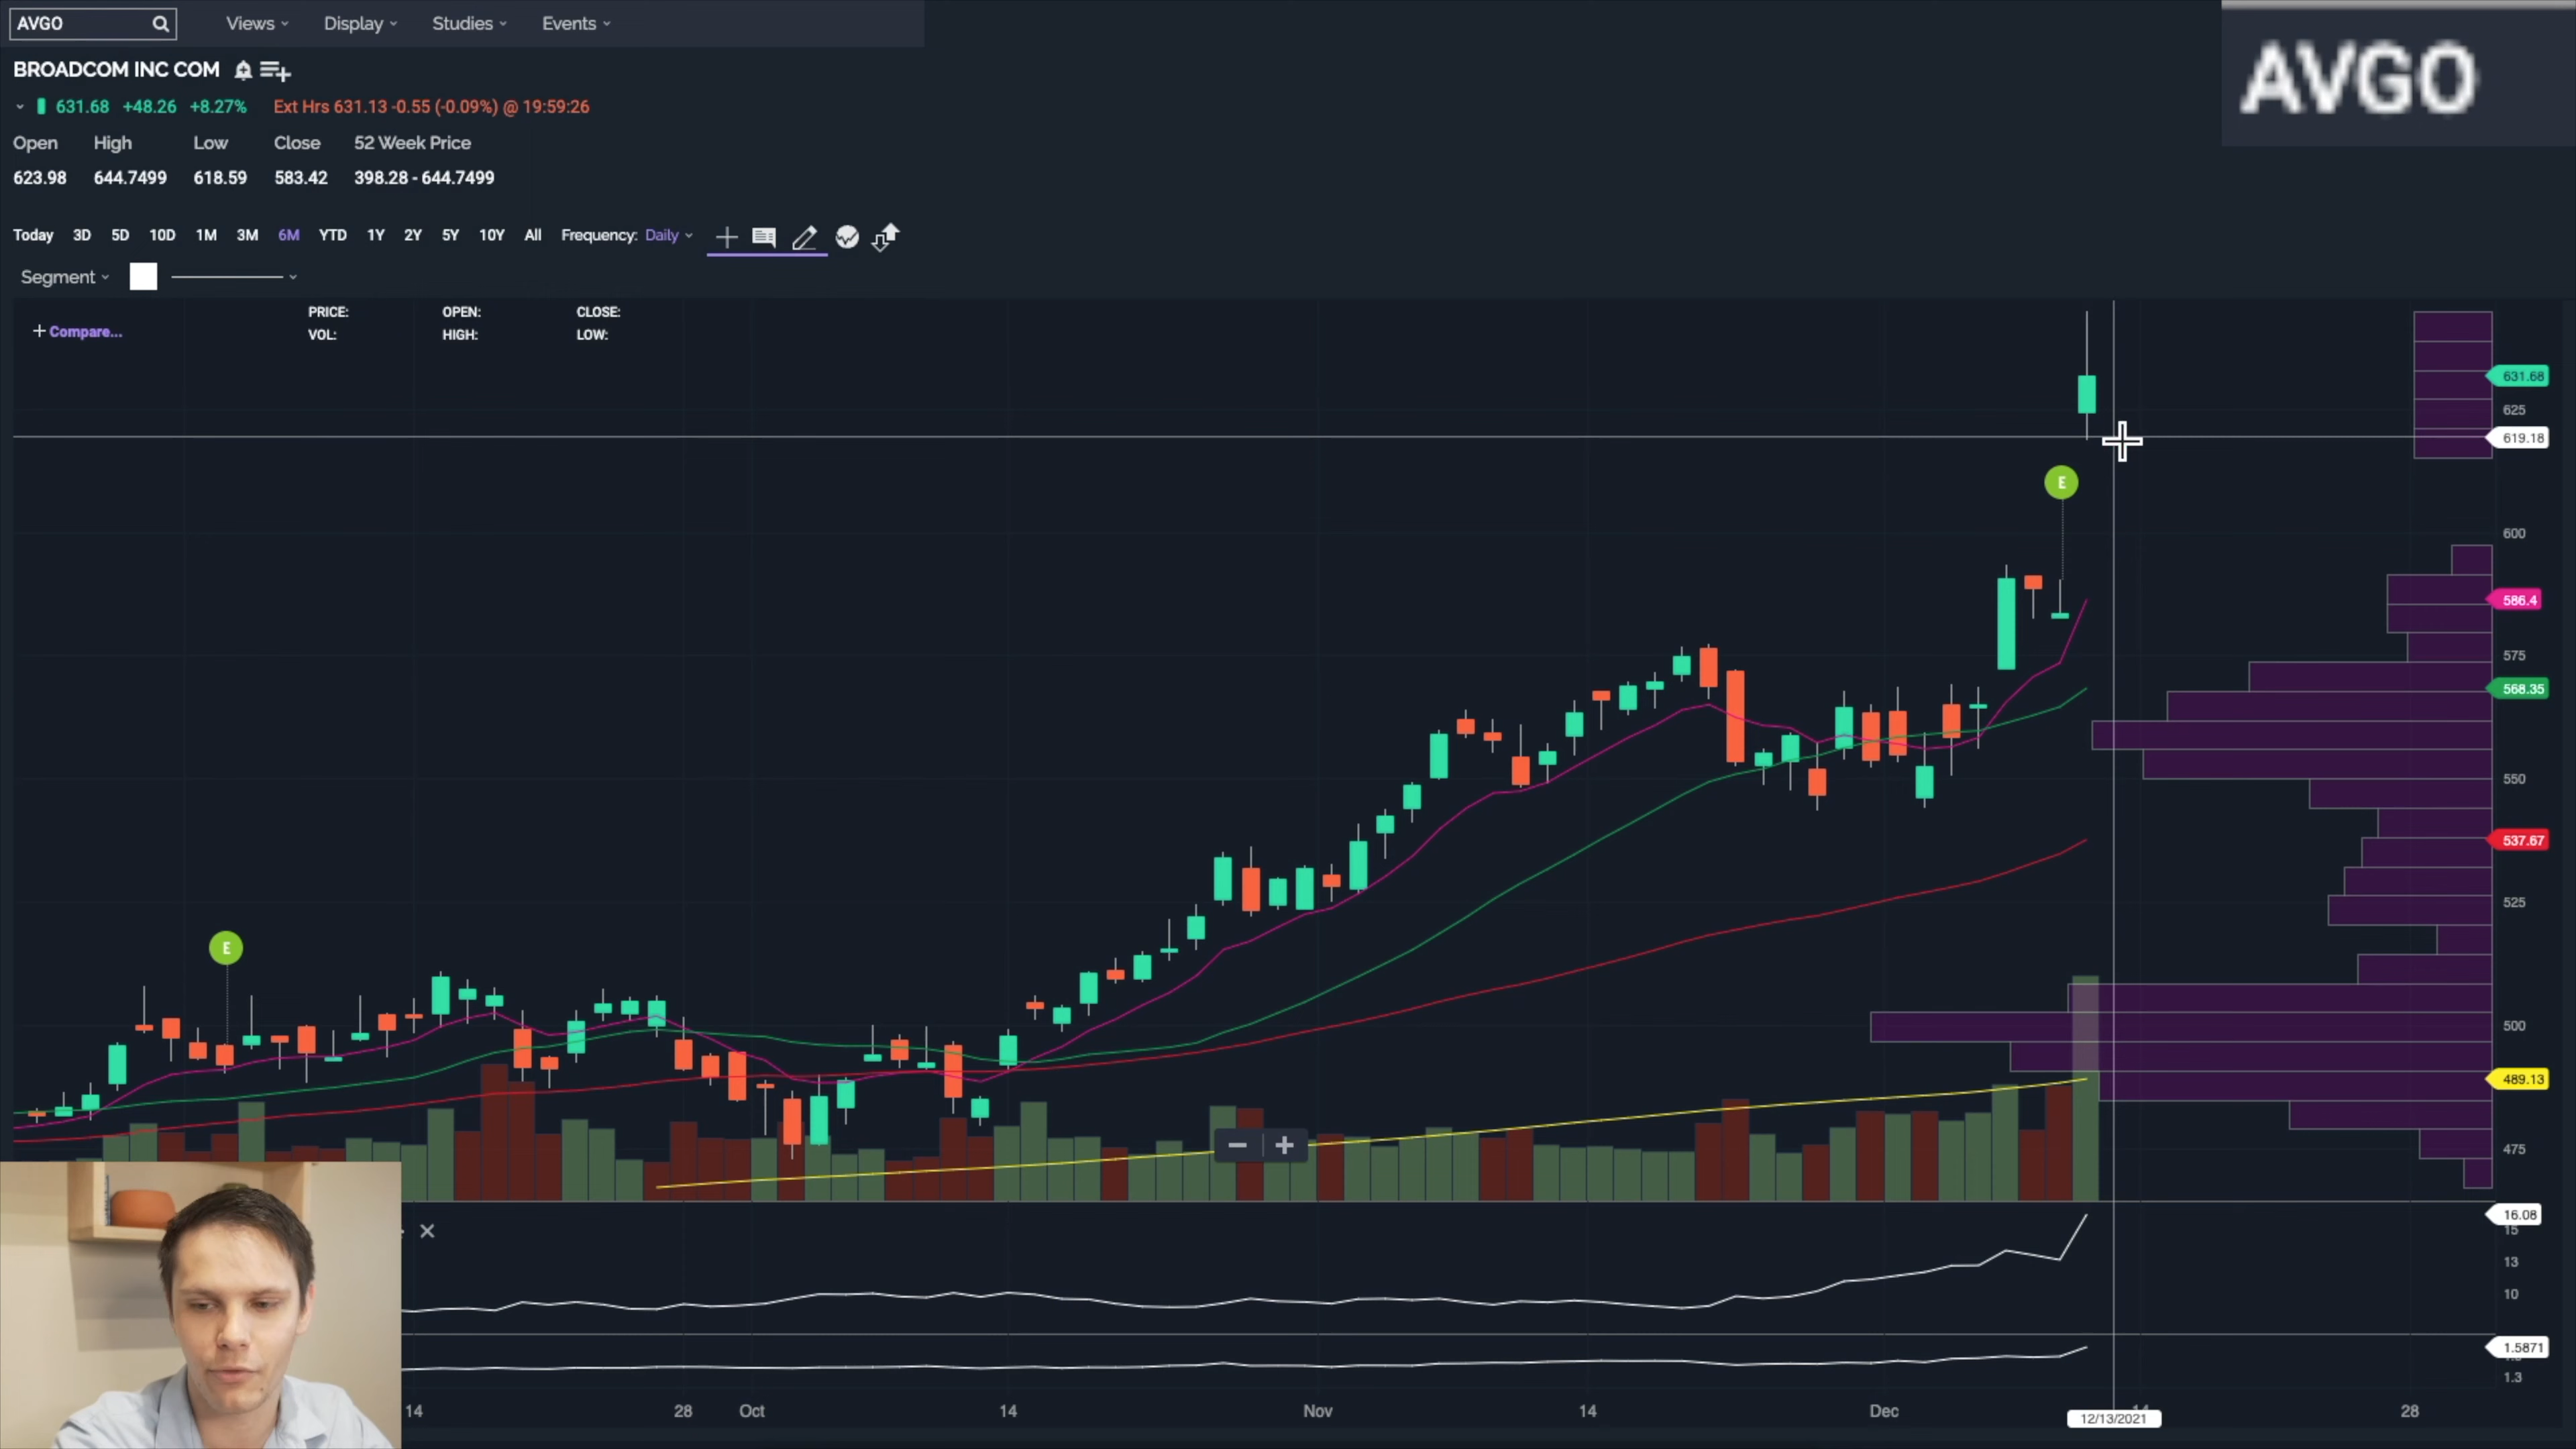 AVGO Views Display Studies Events
AVGO
BROADCOM INC COM
631.68 +48.26 +8.27% Ext Hrs 631.13 -0.55 (-0.09%) @ 19:59:26
Open High Low Close 52 Week Price
623.98 644.7499 618.59 583.42 398.28 - 644.7499
Today 3D 5D 10D 1M 3M 6M YTD 1Y 2Y 5Y 10Y All Frequency: Daily
Segment
PRICE: OPEN: CLOSE:
+ Compare...
VOL: HIGH: LOW:
631.68
625
619.18
E
600
586.4
575
568.35
550
537.67
525
E
500
489.13
475
16.08
15
13
10
1.5871
1.3
14 28 Oct 14 Nov 14 Dec 28
12/13/2021